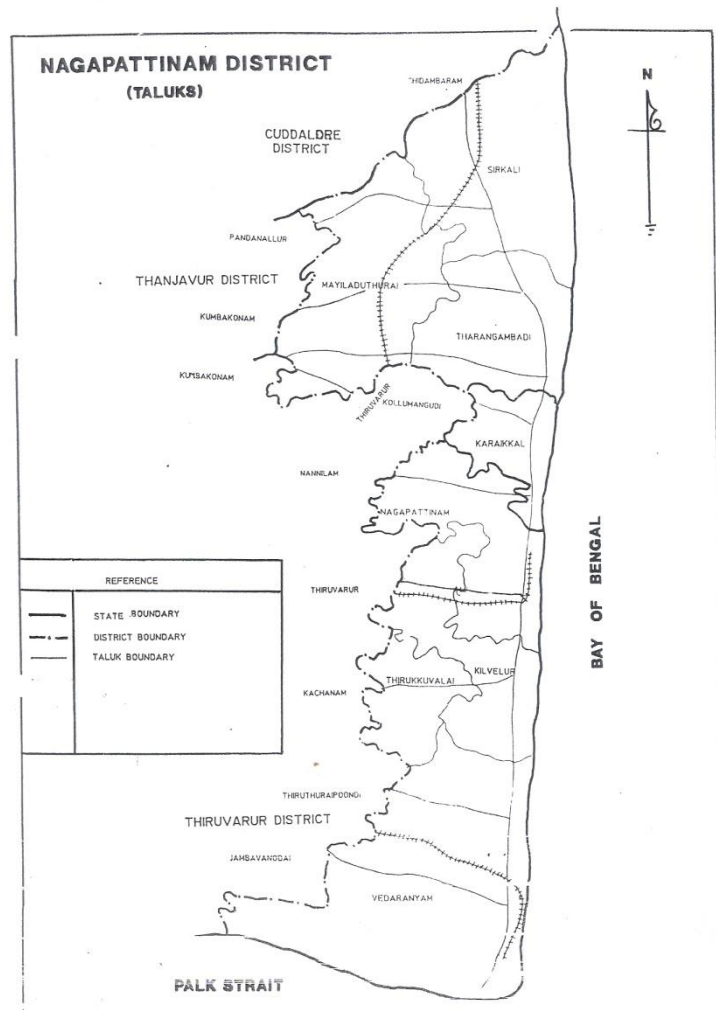 NAGAPATTINAM DISTRICT
(TALUKS)
N
HIDAMBARAM
CUDDALDRE
DISTRICT
SIRKALI
PANDANALLUR
THANJAVUR DISTRICT
MAYILADUTHURAI
KUMBAKONAM
THARANGAMBADI
KUMBAKONAM
THIRUVARUR
KOLLUMANGUDI
KARAIKKAL
NANNILAM
NAGAPATTINAM
BAY OF BENGAL
REFERENCE
STATE BOUNDARY
DISTRICT BOUNDARY
TALUK BOUNDARY
THIRUVARUR
KILVELUR
THIRUKKUVALAI
KACHANAM
THIRUTHURAIPOONDI
THIRUVARUR DISTRICT
JAMBAVANODAI
VEDARANYAM
PALK STRAIT